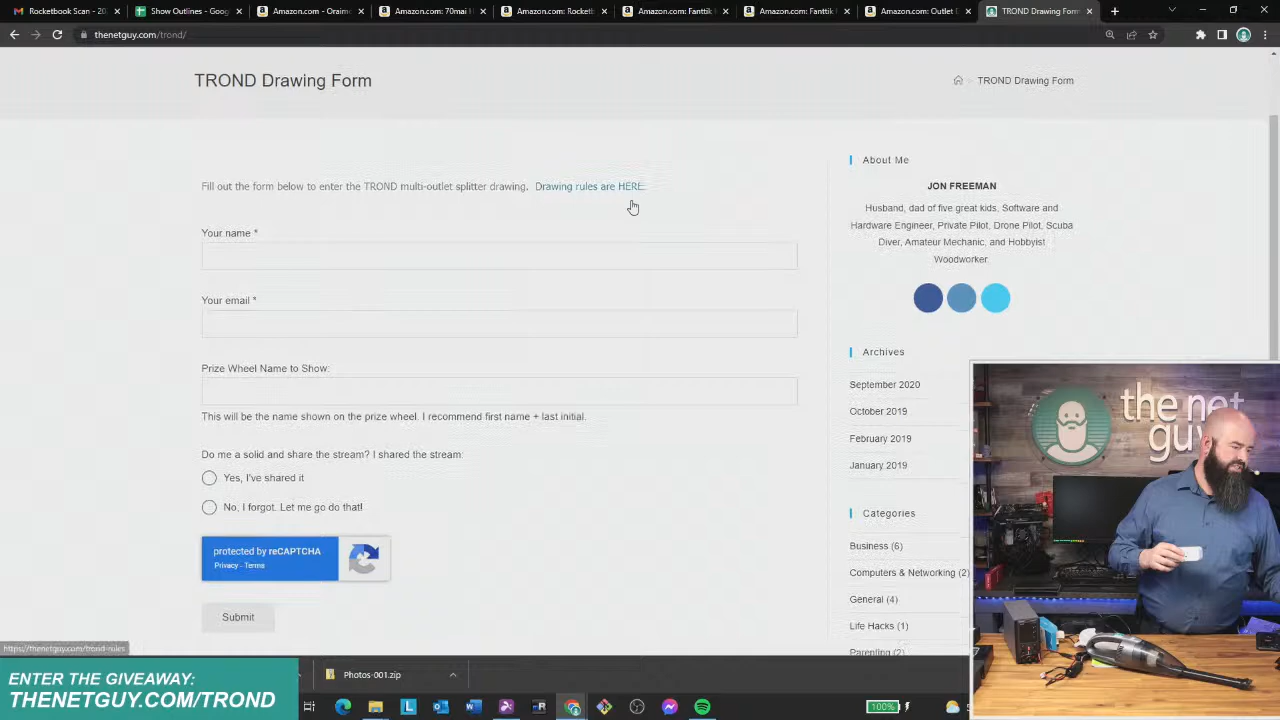 Rocketbook Scan - 202
Show Outlines - Goog
Amazon.com - Oraime
Amazon.com: 70mai
Amazon.com: Rocketb
Amazon.com: Fanttik
Amazon.com: Fanttik
Amazon.com: Outlet E
TROND Drawing Form
thenetguy.com/trond/
TROND Drawing Form
TROND Drawing Form
Fill out the form below to enter the TROND multi-outlet splitter drawing. Drawing rules are HERE.
Your name *
Your email *
Prize Wheel Name to Show:
This will be the name shown on the prize wheel. I recommend first name + last initial.
Do me a solid and share the stream? I shared the stream:
Yes, I've shared it
No, I forgot. Let me go do that!
protected by reCAPTCHA
Privacy - Terms
Submit
About Me
JON FREEMAN
Husband, dad of five great kids, Software and
Hardware Engineer, Private Pilot, Drone Pilot, Scuba
Diver, Amateur Mechanic, and Hobbyist
Woodworker.
Archives
September 2020
October 2019
February 2019
January 2019
Categories
Business (6)
Computers & Networking (2)
General (4)
Life Hacks (1)
Parenting (2)
the net
guy
https://thenetguy.com/trond-rules
Photos-001.zip
ENTER THE GIVEAWAY:
THENETGUY.COM/TROND
100%